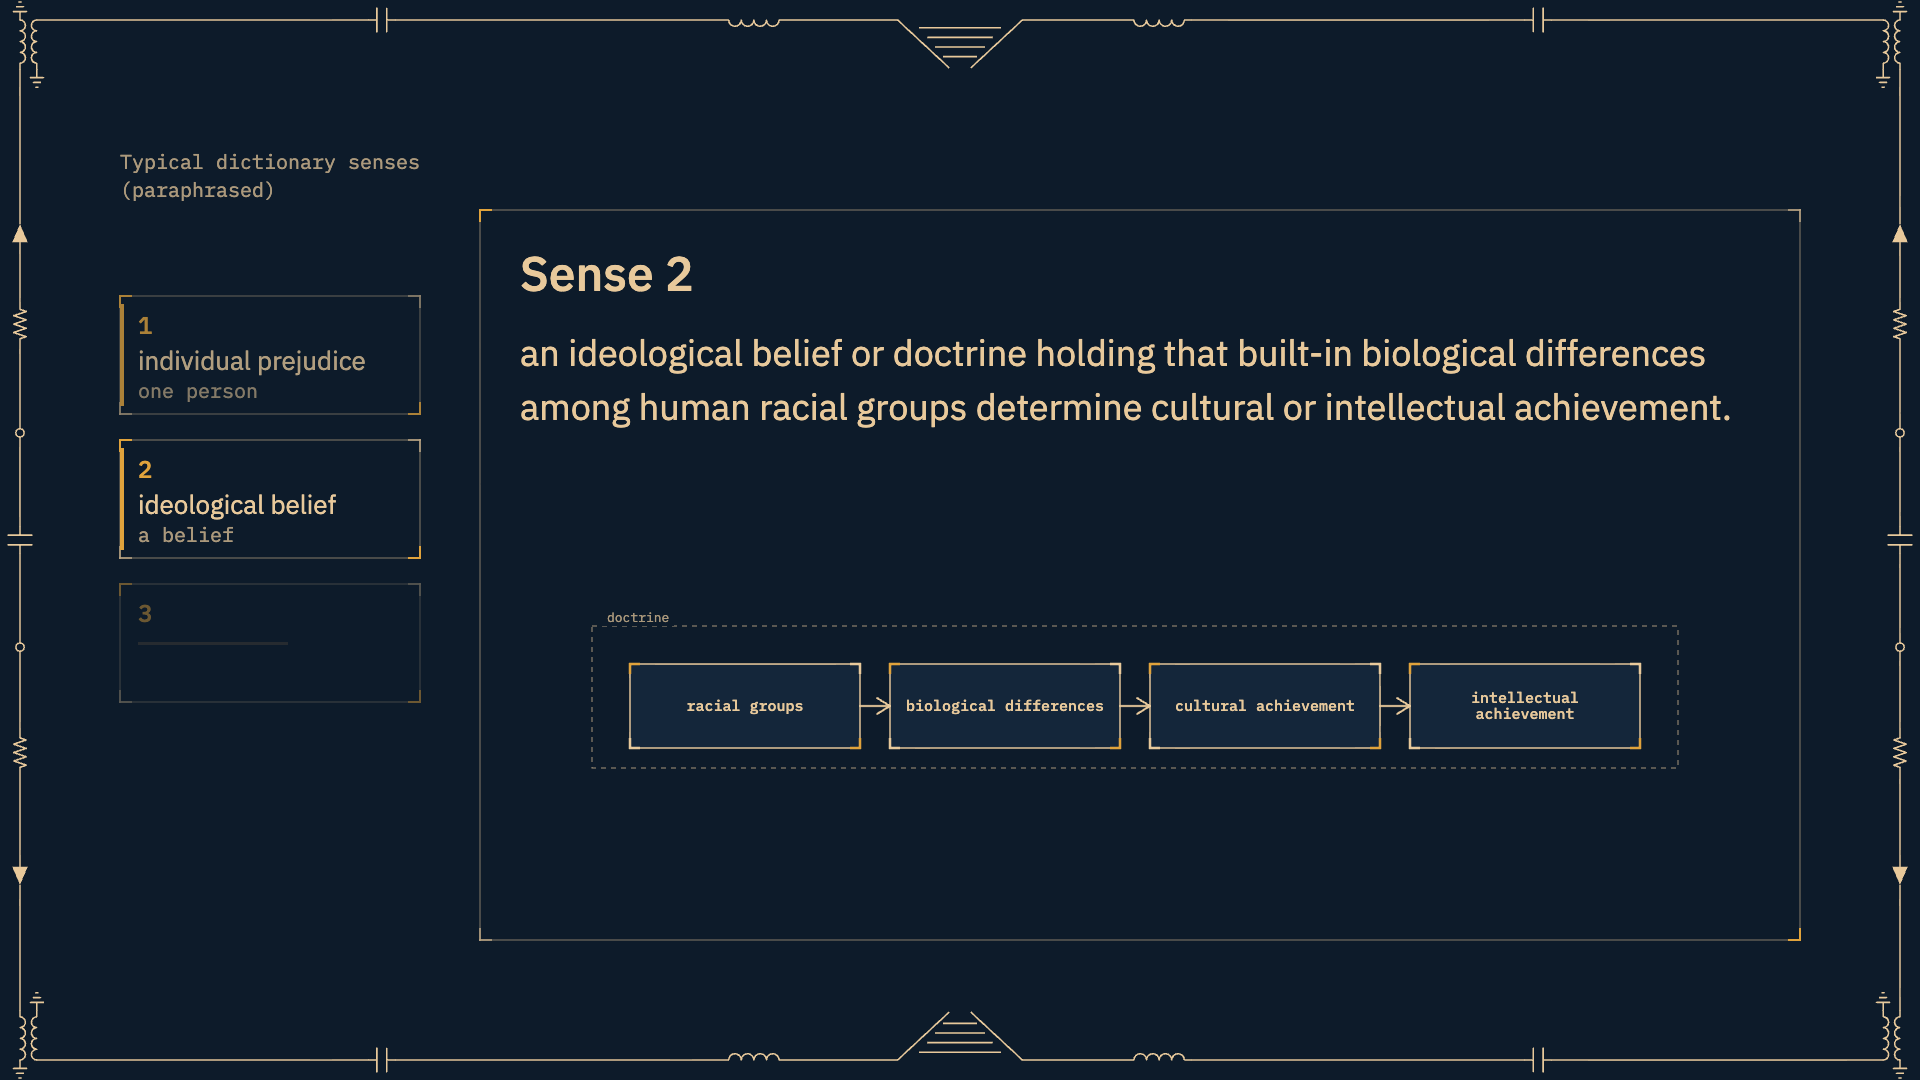 Typical dictionary senses
(paraphrased)
1
individual prejudice
one person
2
ideological belief
a belief
3
Sense 2
an ideological belief or doctrine holding that built-in biological differences
among human racial groups determine cultural or intellectual achievement.
doctrine
racial groups
biological differences
cultural achievement
intellectual
achievement